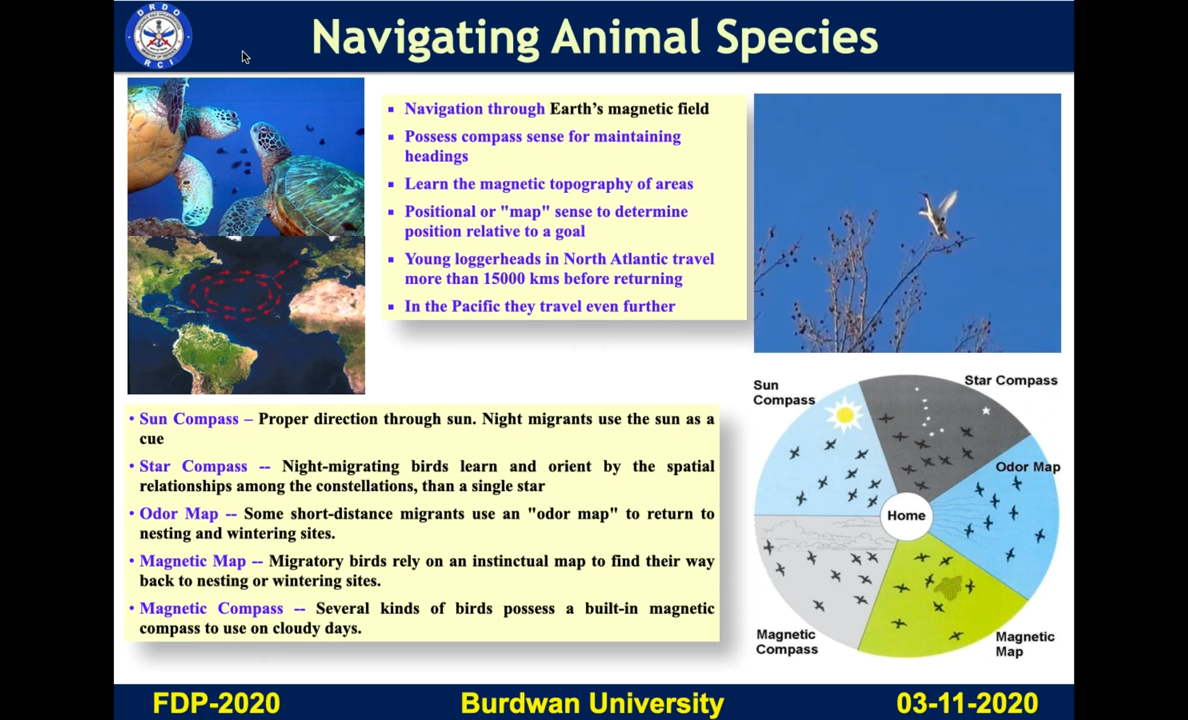 DRDO
RCI
Navigating Animal Species
▪ Navigation through Earth's magnetic field
▪ Possess compass sense for maintaining
headings
▪ Learn the magnetic topography of areas
▪ Positional or "map" sense to determine
position relative to a goal
▪ Young loggerheads in North Atlantic travel
more than 15000 kms before returning
▪ In the Pacific they travel even further
• Sun Compass – Proper direction through sun. Night migrants use the sun as a
cue
• Star Compass -- Night-migrating birds learn and orient by the spatial
relationships among the constellations, than a single star
• Odor Map -- Some short-distance migrants use an "odor map" to return to
nesting and wintering sites.
• Magnetic Map -- Migratory birds rely on an instinctual map to find their way
back to nesting or wintering sites.
• Magnetic Compass -- Several kinds of birds possess a built-in magnetic
compass to use on cloudy days.
Sun
Compass
Star Compass
Odor Map
Home
Magnetic
Compass
Magnetic
Map
FDP-2020
Burdwan University
03-11-2020